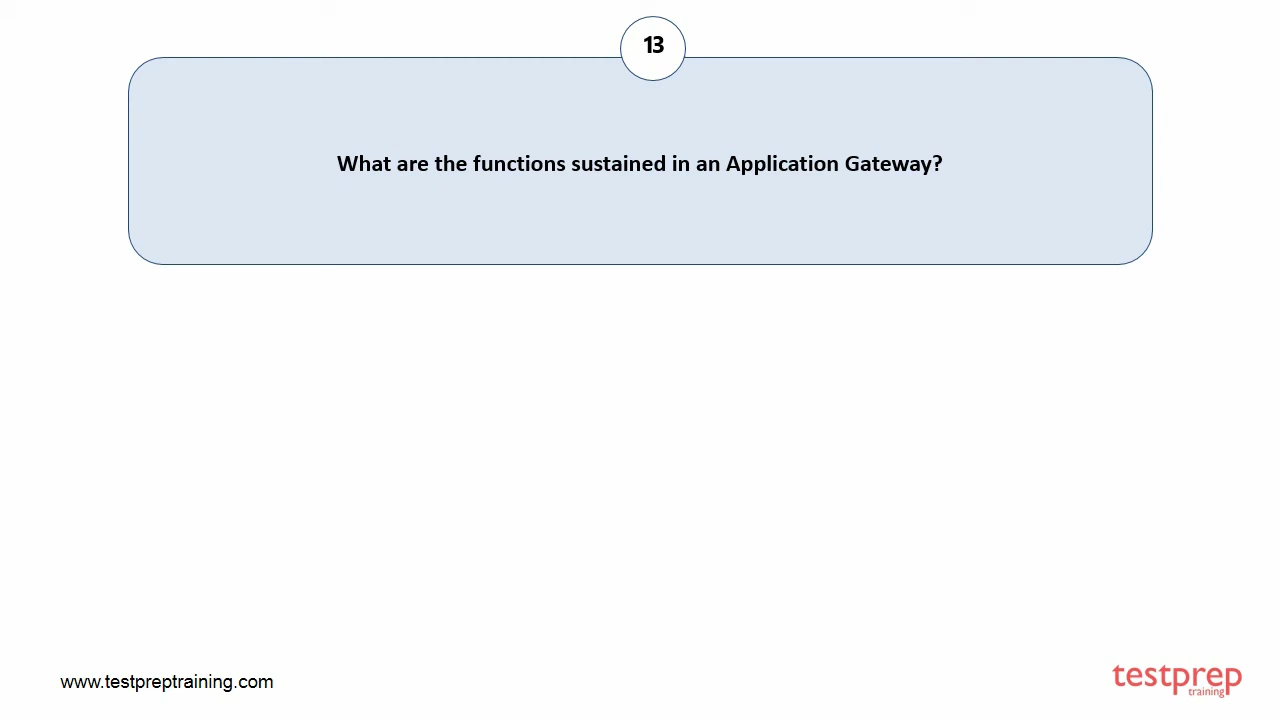 13
What are the functions sustained in an Application Gateway?
www.testpreptraining.com
testprep
training